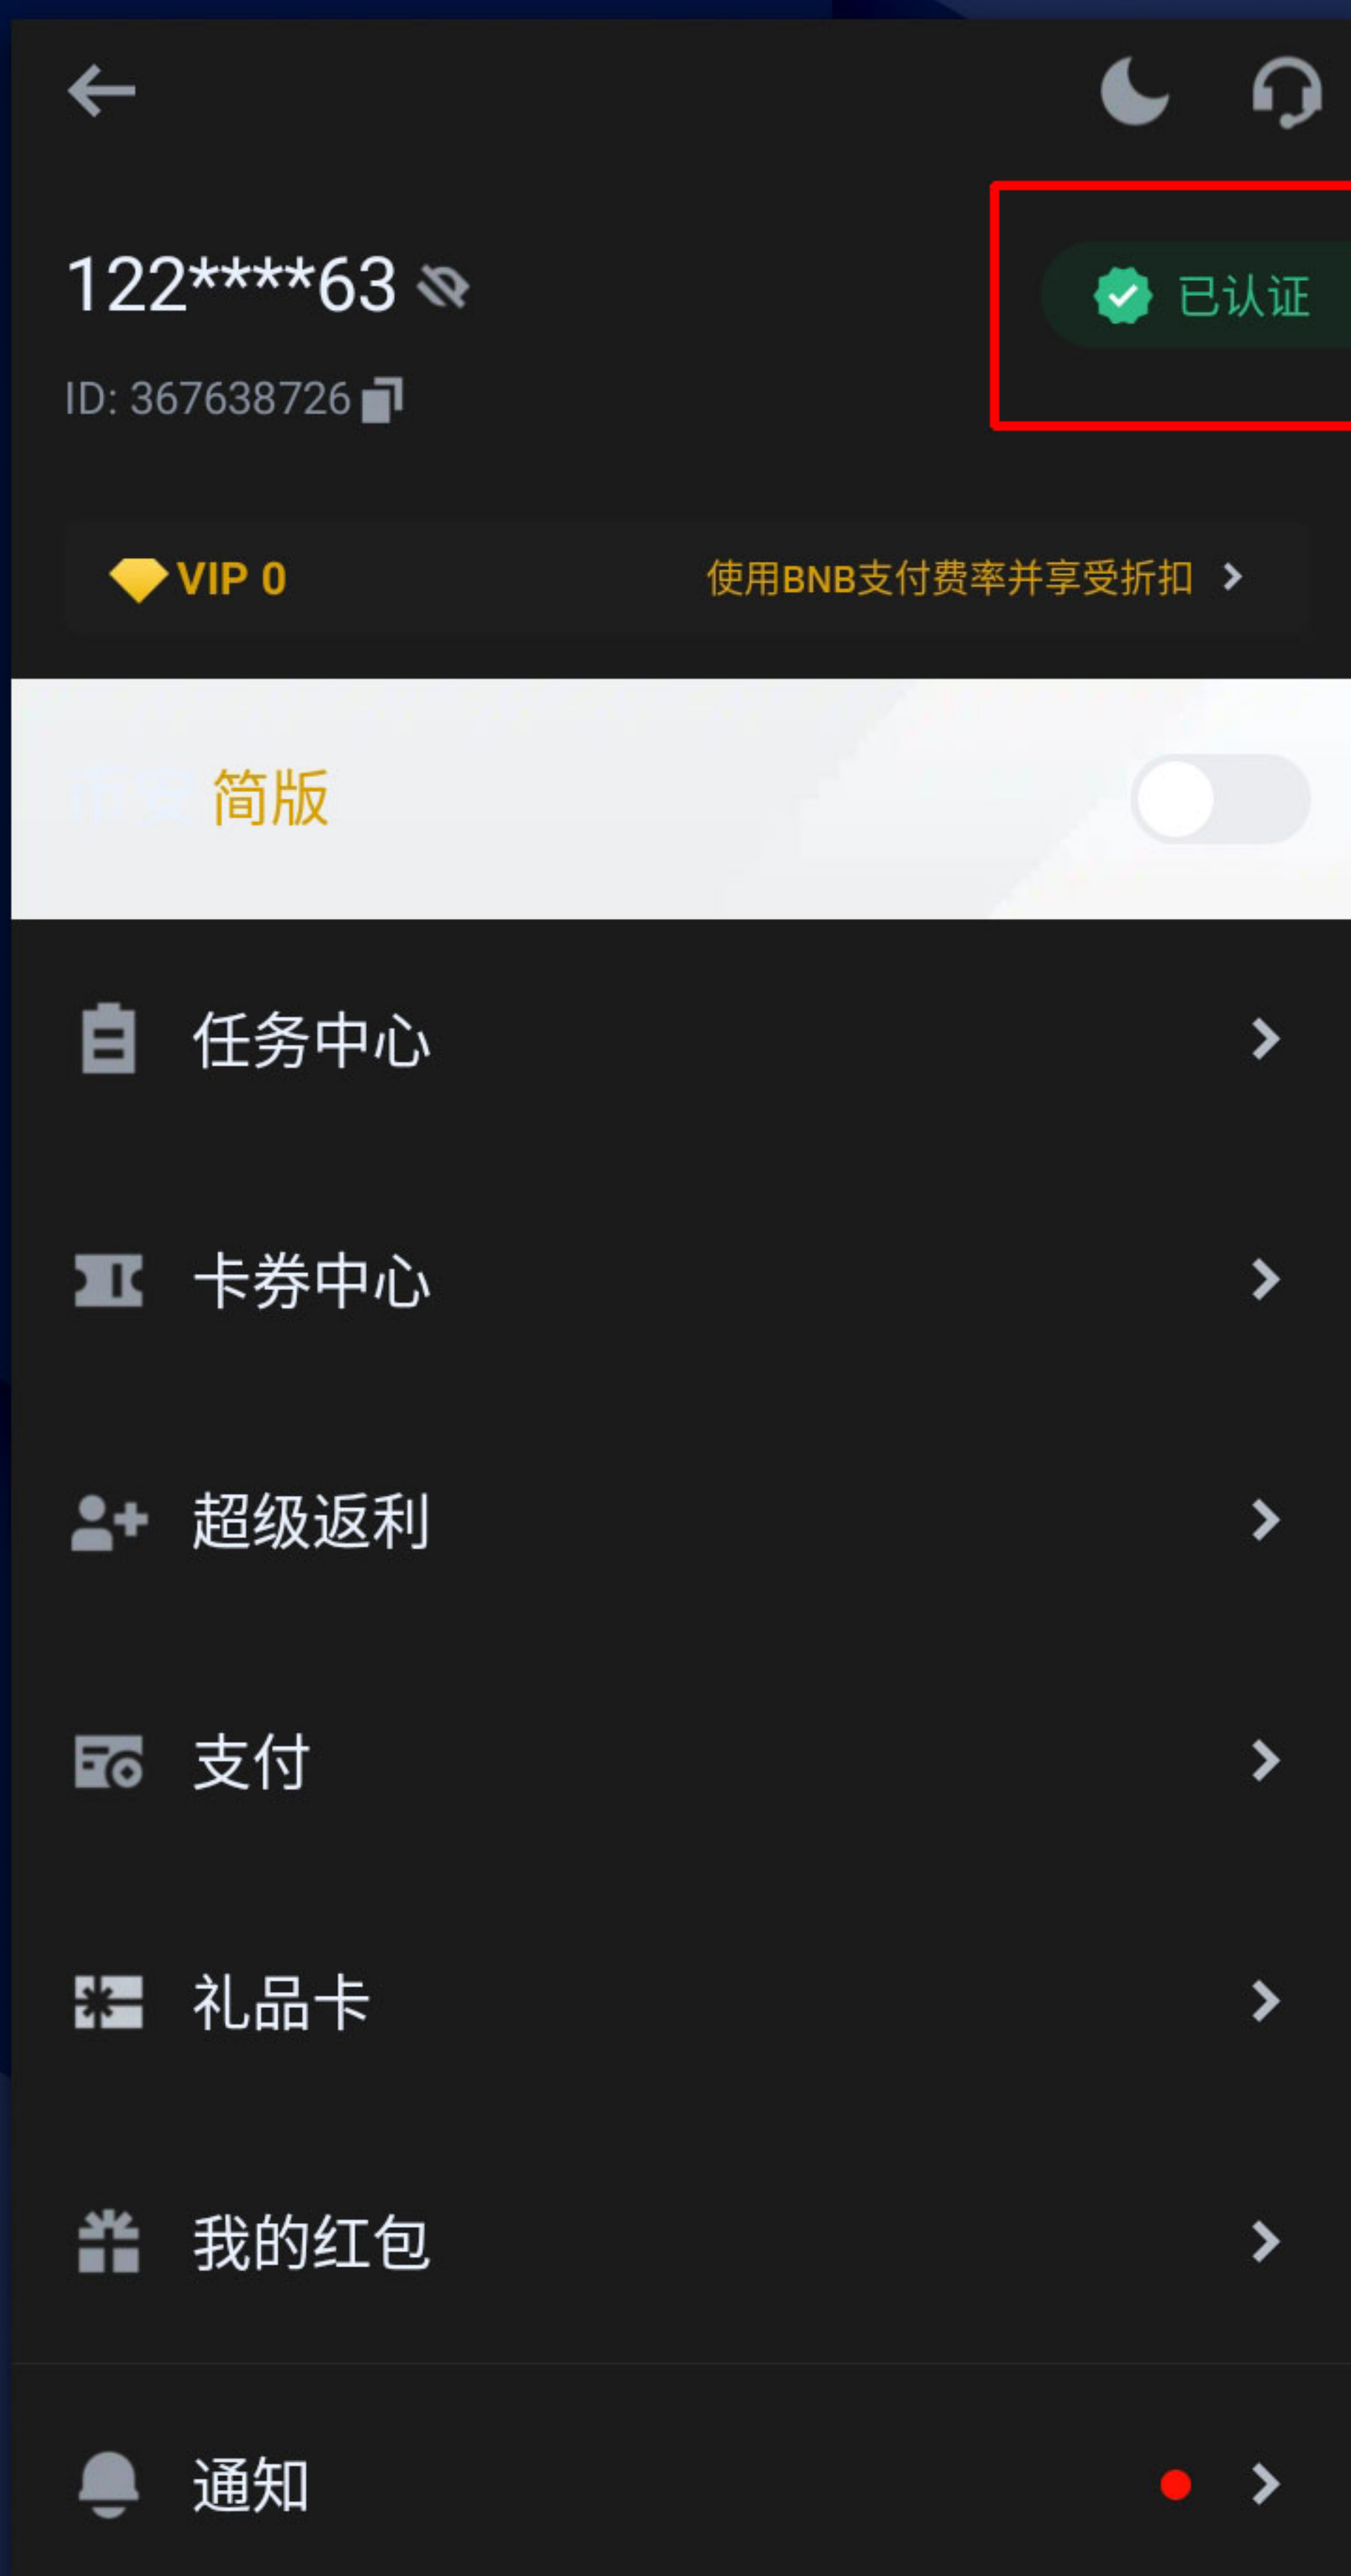 122****63
已认证
ID: 367638726
VIP 0
使用BNB支付费率并享受折扣
币安 简版
任务中心
卡券中心
超级返利
支付
礼品卡
我的红包
通知